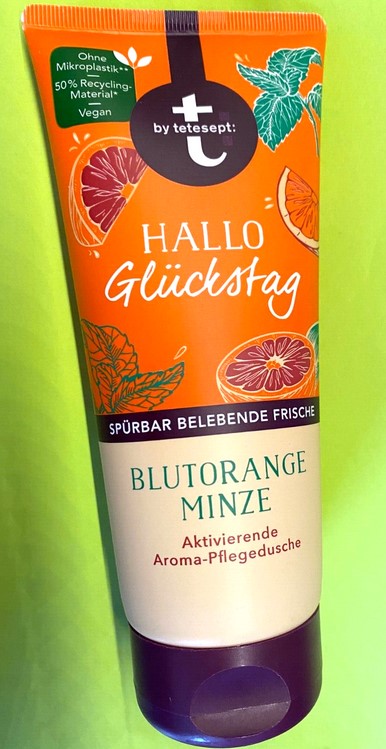 Ohne
Mikroplastik**
50% Recycling-
Material*
Vegan
t
by tetesept:
HALLO
Glückstag
SPÜRBAR BELEBENDE FRISCHE
BLUTORANGE
MINZE
Aktivierende
Aroma-Pflegedusche